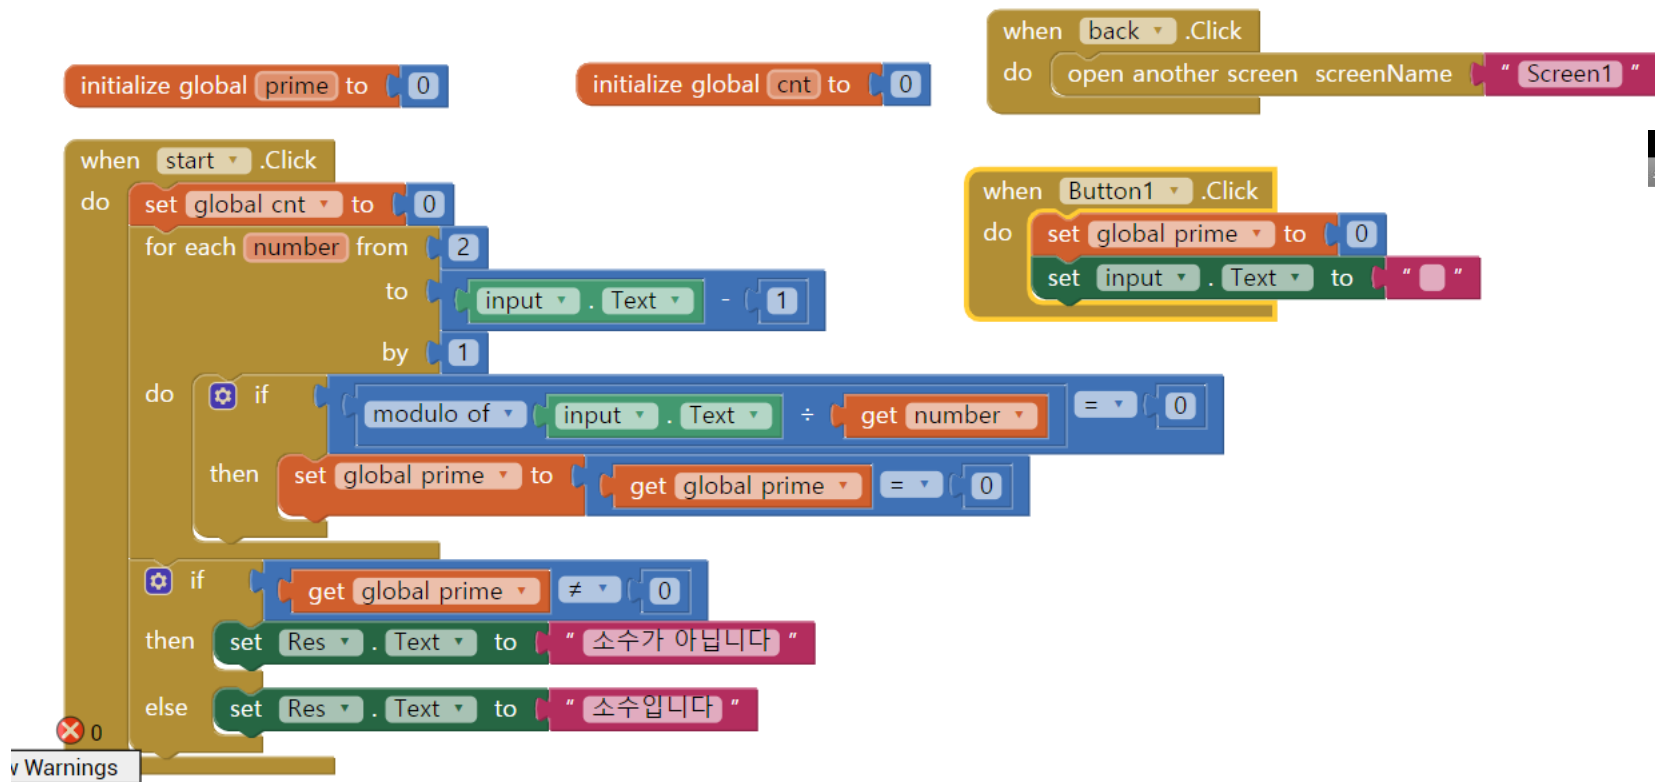 when back .Click
do open another screen screenName " Screen1 "
initialize global prime to 0
initialize global cnt to 0
when start .Click
do set global cnt to 0
for each number from 2
to input . Text - 1
by 1
do if modulo of input . Text ÷ get number = 0
then set global prime to get global prime = 0
if get global prime ≠ 0
then set Res . Text to " 소수가 아닙니다 "
else set Res . Text to " 소수입니다 "
when Button1 .Click
do set global prime to 0
set input . Text to " "
0
w Warnings